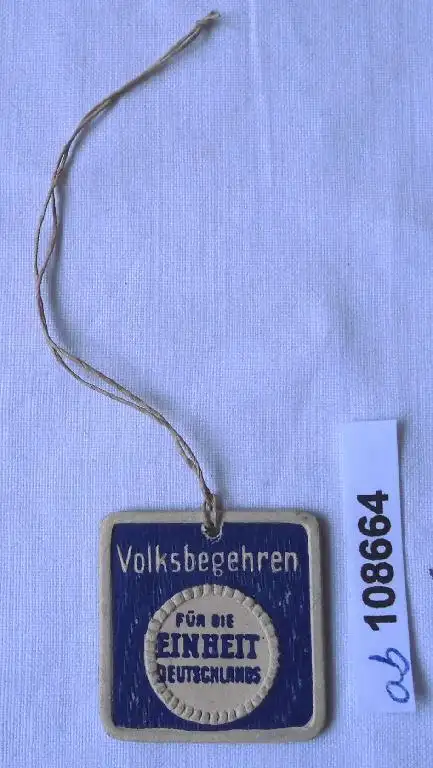 Volksbegehren
FÜR DIE
EINHEIT
DEUTSCHLANDS
ab 108664